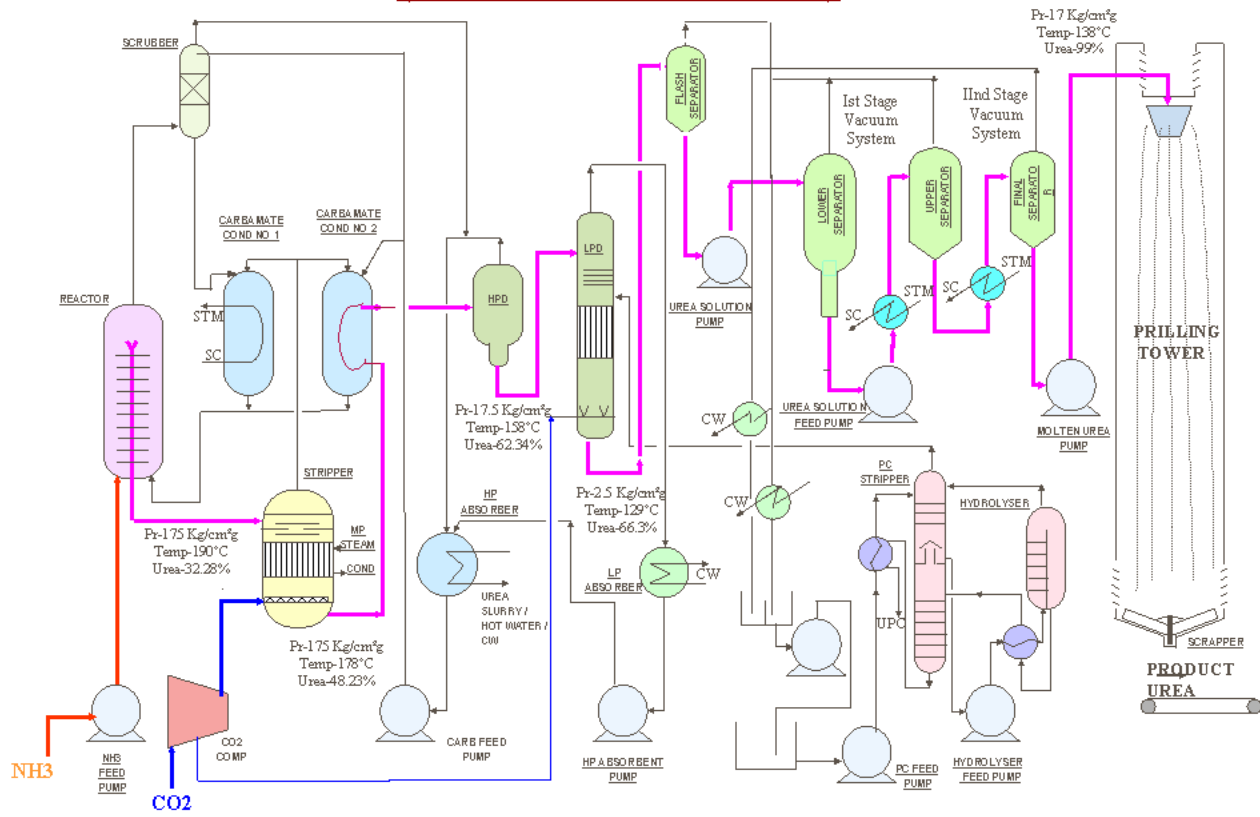 Pr-17 Kg/cm²g
Temp-138°C
Urea-99%
SCRUBBER
FLASH
SEPARATOR
Ist Stage
Vacuum
System
IInd Stage
Vacuum
System
LOWER
SEPARATOR
UPPER
SEPARATOR
FINAL
SEPARATO
R
CARBAMATE
COND NO 1
CARBAMATE
COND NO 2
LPD
REACTOR
HPD
STM
SC
STM
SC
STM
SC
UREA SOLUTION
PUMP
PRILLING
TOWER
Pr-17.5 Kg/cm²g
Temp-158°C
Urea-62.34%
CW
UREA SOLUTION
FEED PUMP
MOLTEN UREA
PUMP
STRIPPER
PC
STRIPPER
HP
ABSORBER
Pr-2.5 Kg/cm²g
Temp-129°C
Urea-66.3%
CW
HYDROLYSER
Pr-175 Kg/cm²g
Temp-190°C
Urea-32.28%
MP
STEAM
COND
LP
ABSORBER
CW
UREA
SLURRY /
HOT WATER /
CW
UPC
SCRAPPER
Pr-175 Kg/cm²g
Temp-178°C
Urea-48.23%
PRODUCT
UREA
NH3
NH3
FEED
PUMP
CO2
COMP
CO2
CARB FEED
PUMP
HP ABSORBENT
PUMP
PC FEED
PUMP
HYDROLYSER
FEED PUMP